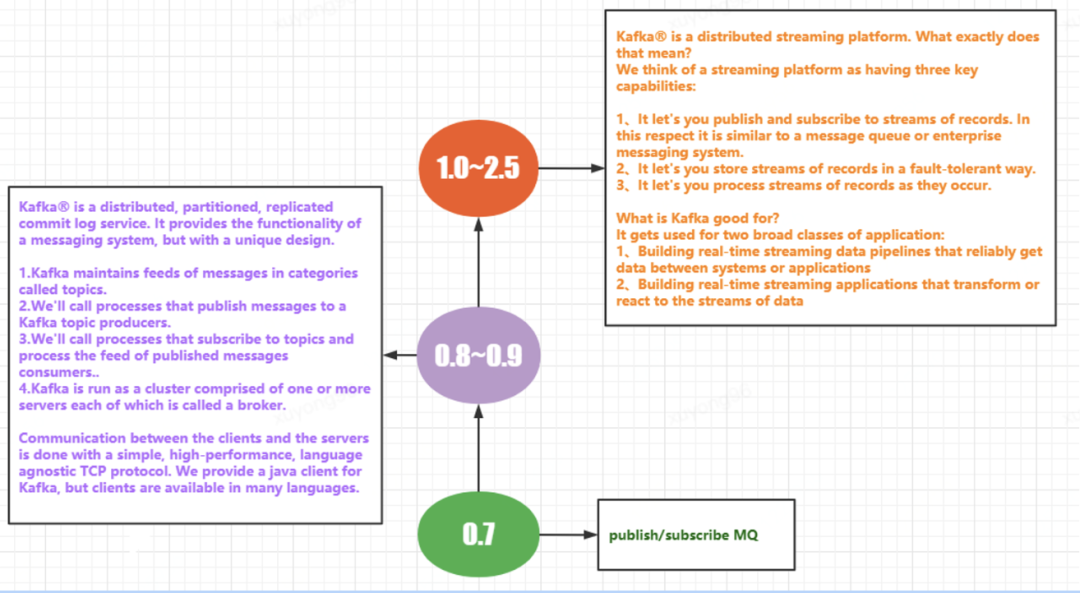 Kafka® is a distributed streaming platform. What exactly does
that mean?
We think of a streaming platform as having three key
capabilities:
1、It let's you publish and subscribe to streams of records. In
this respect it is similar to a message queue or enterprise
messaging system.
2、It let's you store streams of records in a fault-tolerant way.
3、It let's you process streams of records as they occur.
What is Kafka good for?
It gets used for two broad classes of application:
1、Building real-time streaming data pipelines that reliably get
data between systems or applications
2、Building real-time streaming applications that transform or
react to the streams of data
1.0~2.5
Kafka® is a distributed, partitioned, replicated
commit log service. It provides the functionality of
a messaging system, but with a unique design.
1.Kafka maintains feeds of messages in categories
called topics.
2.We'll call processes that publish messages to a
Kafka topic producers.
3.We'll call processes that subscribe to topics and
process the feed of published messages
consumers..
4.Kafka is run as a cluster comprised of one or more
servers each of which is called a broker.
Communication between the clients and the servers
is done with a simple, high-performance, language
agnostic TCP protocol. We provide a java client for
Kafka, but clients are available in many languages.
0.8~0.9
0.7
publish/subscribe MQ